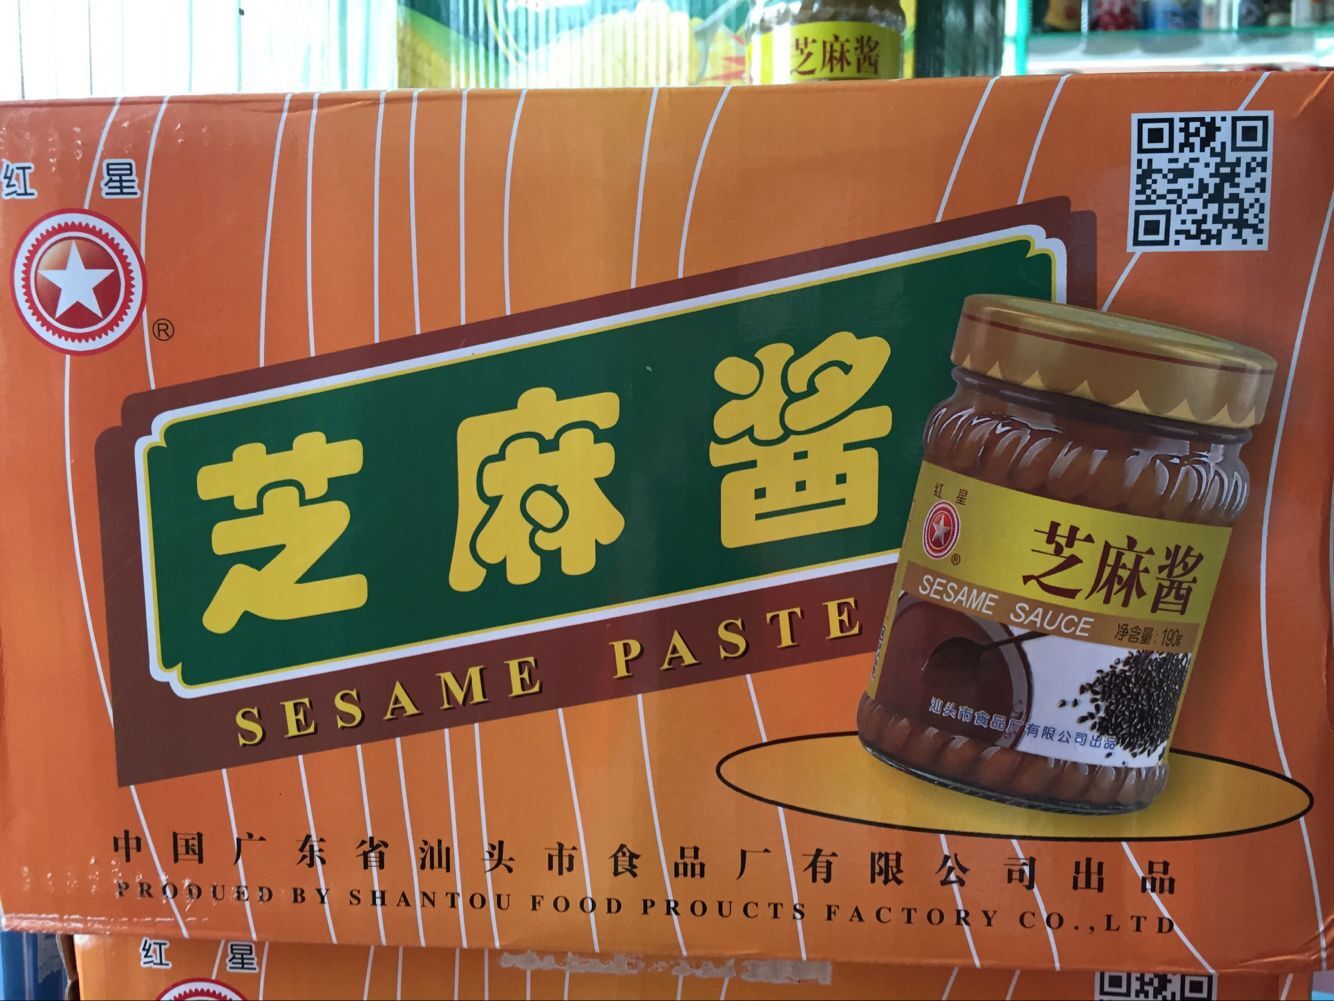 芝麻酱
红星
®
芝麻酱
SESAME PASTE
红星
®
芝麻酱
SESAME SAUCE
净含量：190g
汕头市食品厂有限公司出品
中国广东省汕头市食品厂有限公司出品
PRODUED BY SHANTOU FOOD PROUCTS FACTORY CO.,LTD
红星